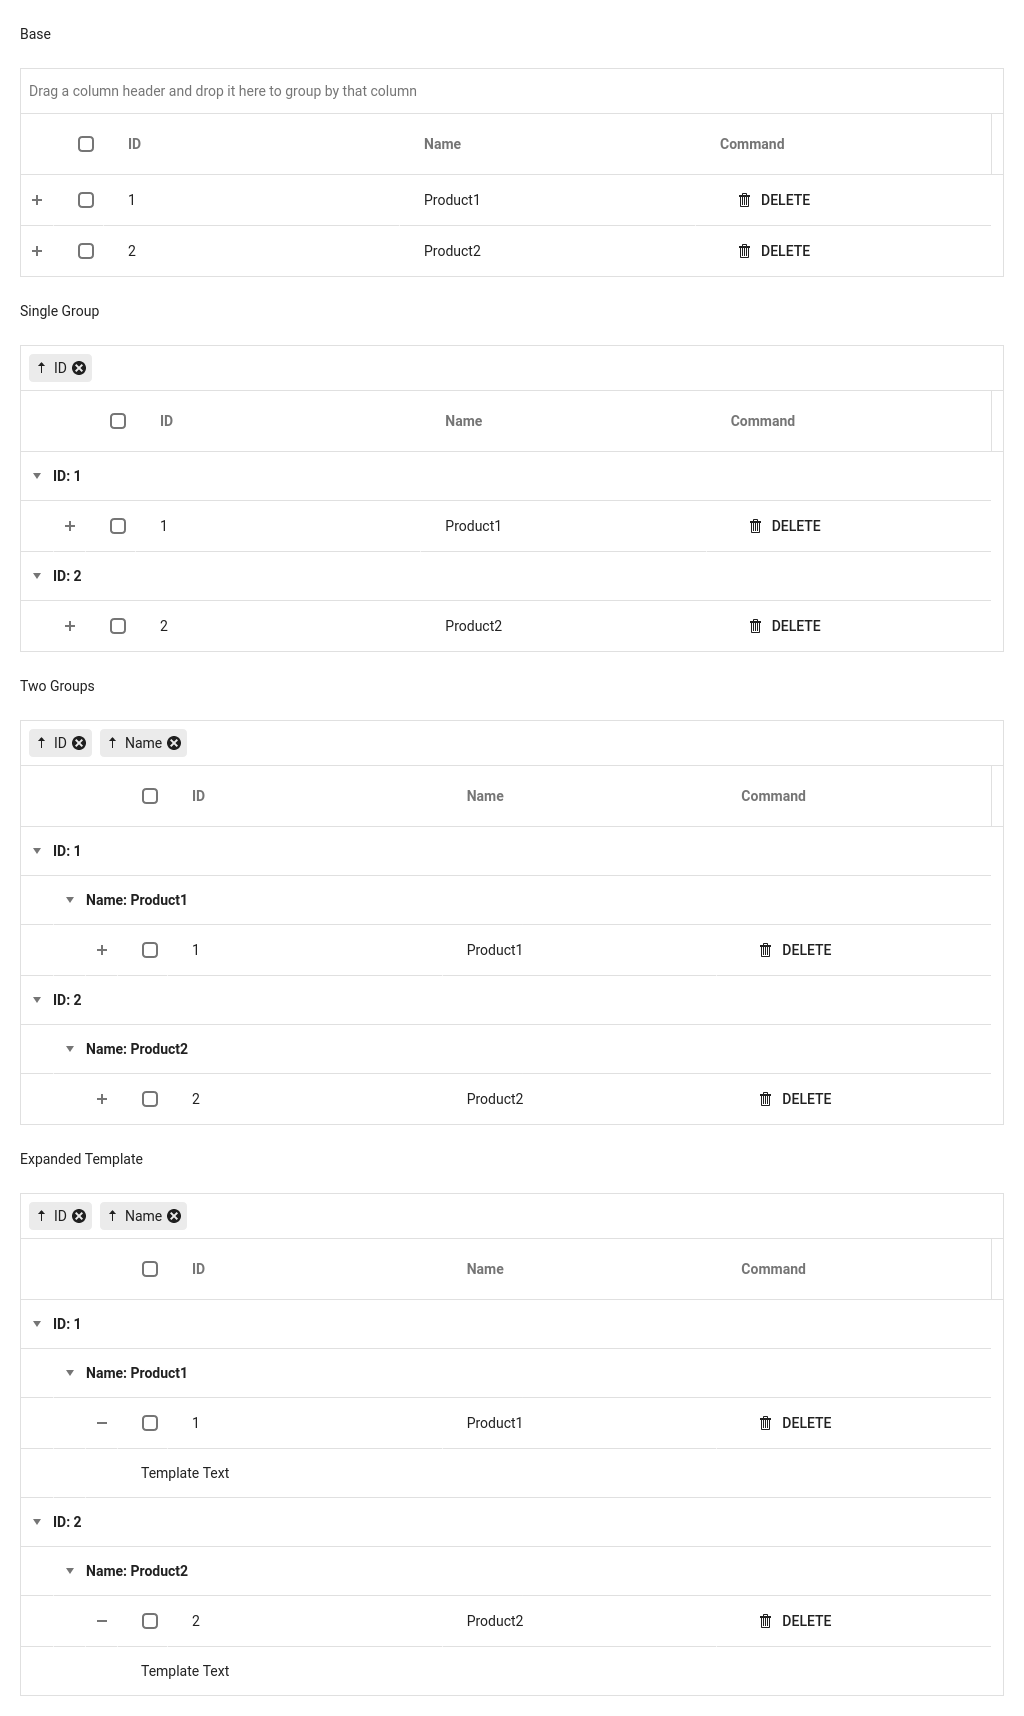 Base
Drag a column header and drop it here to group by that column
ID Name Command
1 Product1 DELETE
2 Product2 DELETE
Single Group
ID
ID Name Command
ID: 1
1 Product1 DELETE
ID: 2
2 Product2 DELETE
Two Groups
ID Name
ID Name Command
ID: 1
Name: Product1
1 Product1 DELETE
ID: 2
Name: Product2
2 Product2 DELETE
Expanded Template
ID Name
ID Name Command
ID: 1
Name: Product1
1 Product1 DELETE
Template Text
ID: 2
Name: Product2
2 Product2 DELETE
Template Text